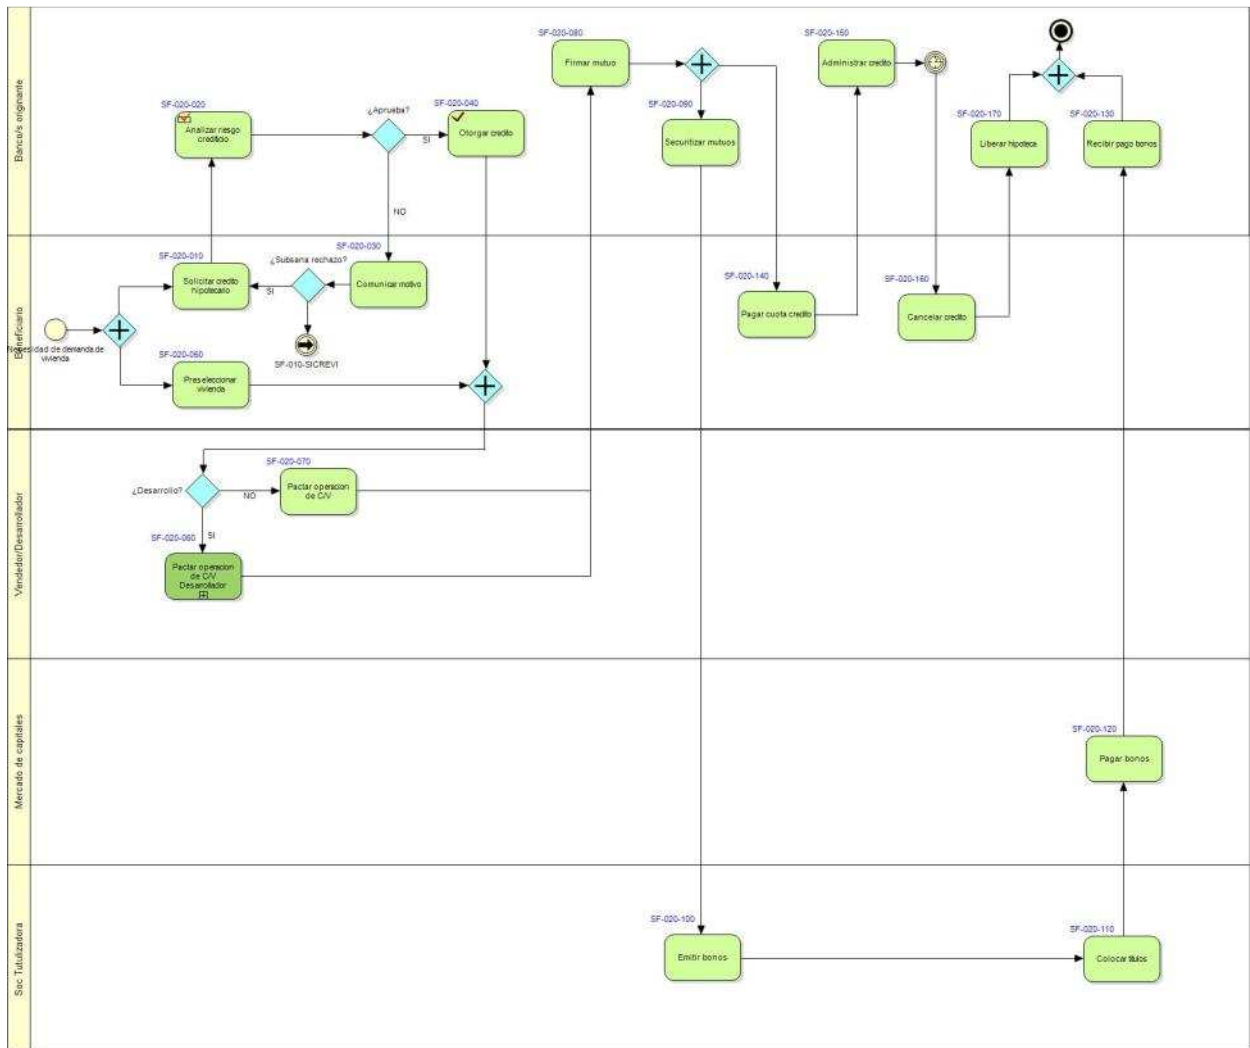 Banco/s originante
SF-020-020
Analizar riesgo
crediticio
¿Aprueba?
SI
NO
SF-020-040
Otorgar credito
SF-020-080
Firmar mutuo
SF-020-090
Securitizar mutuos
SF-020-150
Administrar credito
SF-020-170
Liberar hipoteca
SF-020-130
Recibir pago bonos
Beneficiario
Necesidad de demanda de
vivienda
SF-020-010
Solicitar credito
hipotecario
¿Subsana rechazo?
SI
SF-020-030
Comunicar motivo
SF-010-SICREVI
SF-020-050
Preseleccionar
vivienda
SF-020-140
Pagar cuota credito
SF-020-160
Cancelar credito
Vendedor/Desarrollador
¿Desarrollo?
NO
SI
SF-020-070
Pactar operacion
de C/V
SF-020-060
Pactar operacion
de C/V
Desarrollador
Mercado de capitales
SF-020-120
Pagar bonos
Soc Tutulizadora
SF-020-100
Emitir bonos
SF-020-110
Colocar titulos